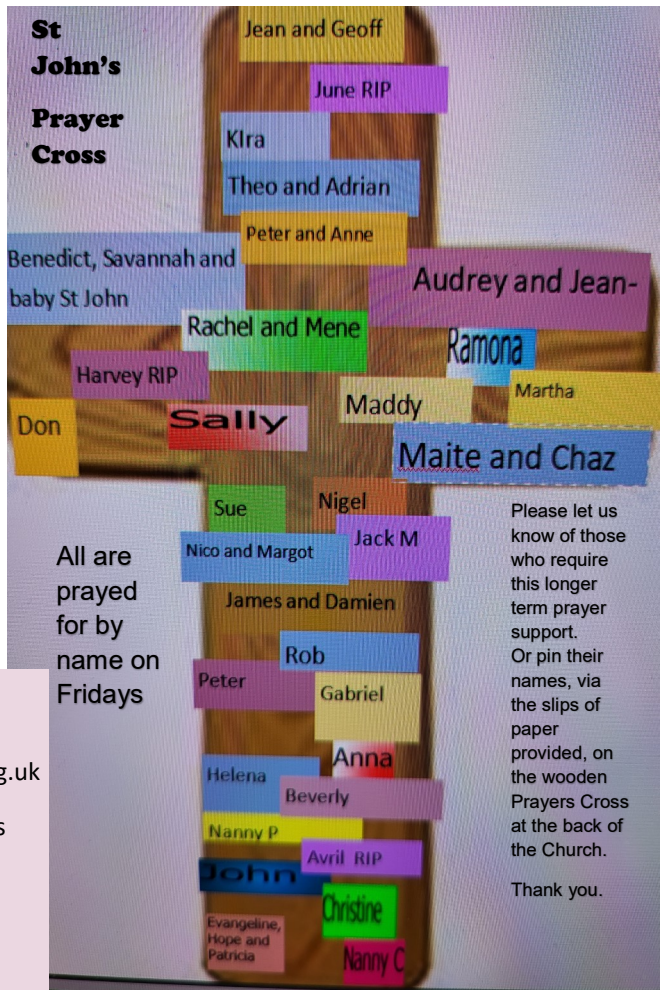 St
John’s
Prayer
Cross
Jean and Geoff
June RIP
KIra
Theo and Adrian
Peter and Anne
Benedict, Savannah and
baby St John
Audrey and Jean-
Rachel and Mene
Ramona
Harvey RIP
Martha
Maddy
Don
Sally
Maite and Chaz
Sue
Nigel
Nico and Margot
Jack M
James and Damien
Rob
Peter
Gabriel
Anna
Helena
Beverly
Nanny P
Avril RIP
John
Christine
Evangeline,
Hope and
Patricia
Nanny C
All are
prayed
for by
name on
Fridays
Please let us
know of those
who require
this longer
term prayer
support.
Or pin their
names, via
the slips of
paper
provided, on
the wooden
Prayers Cross
at the back of
the Church.
Thank you.
g.uk
s